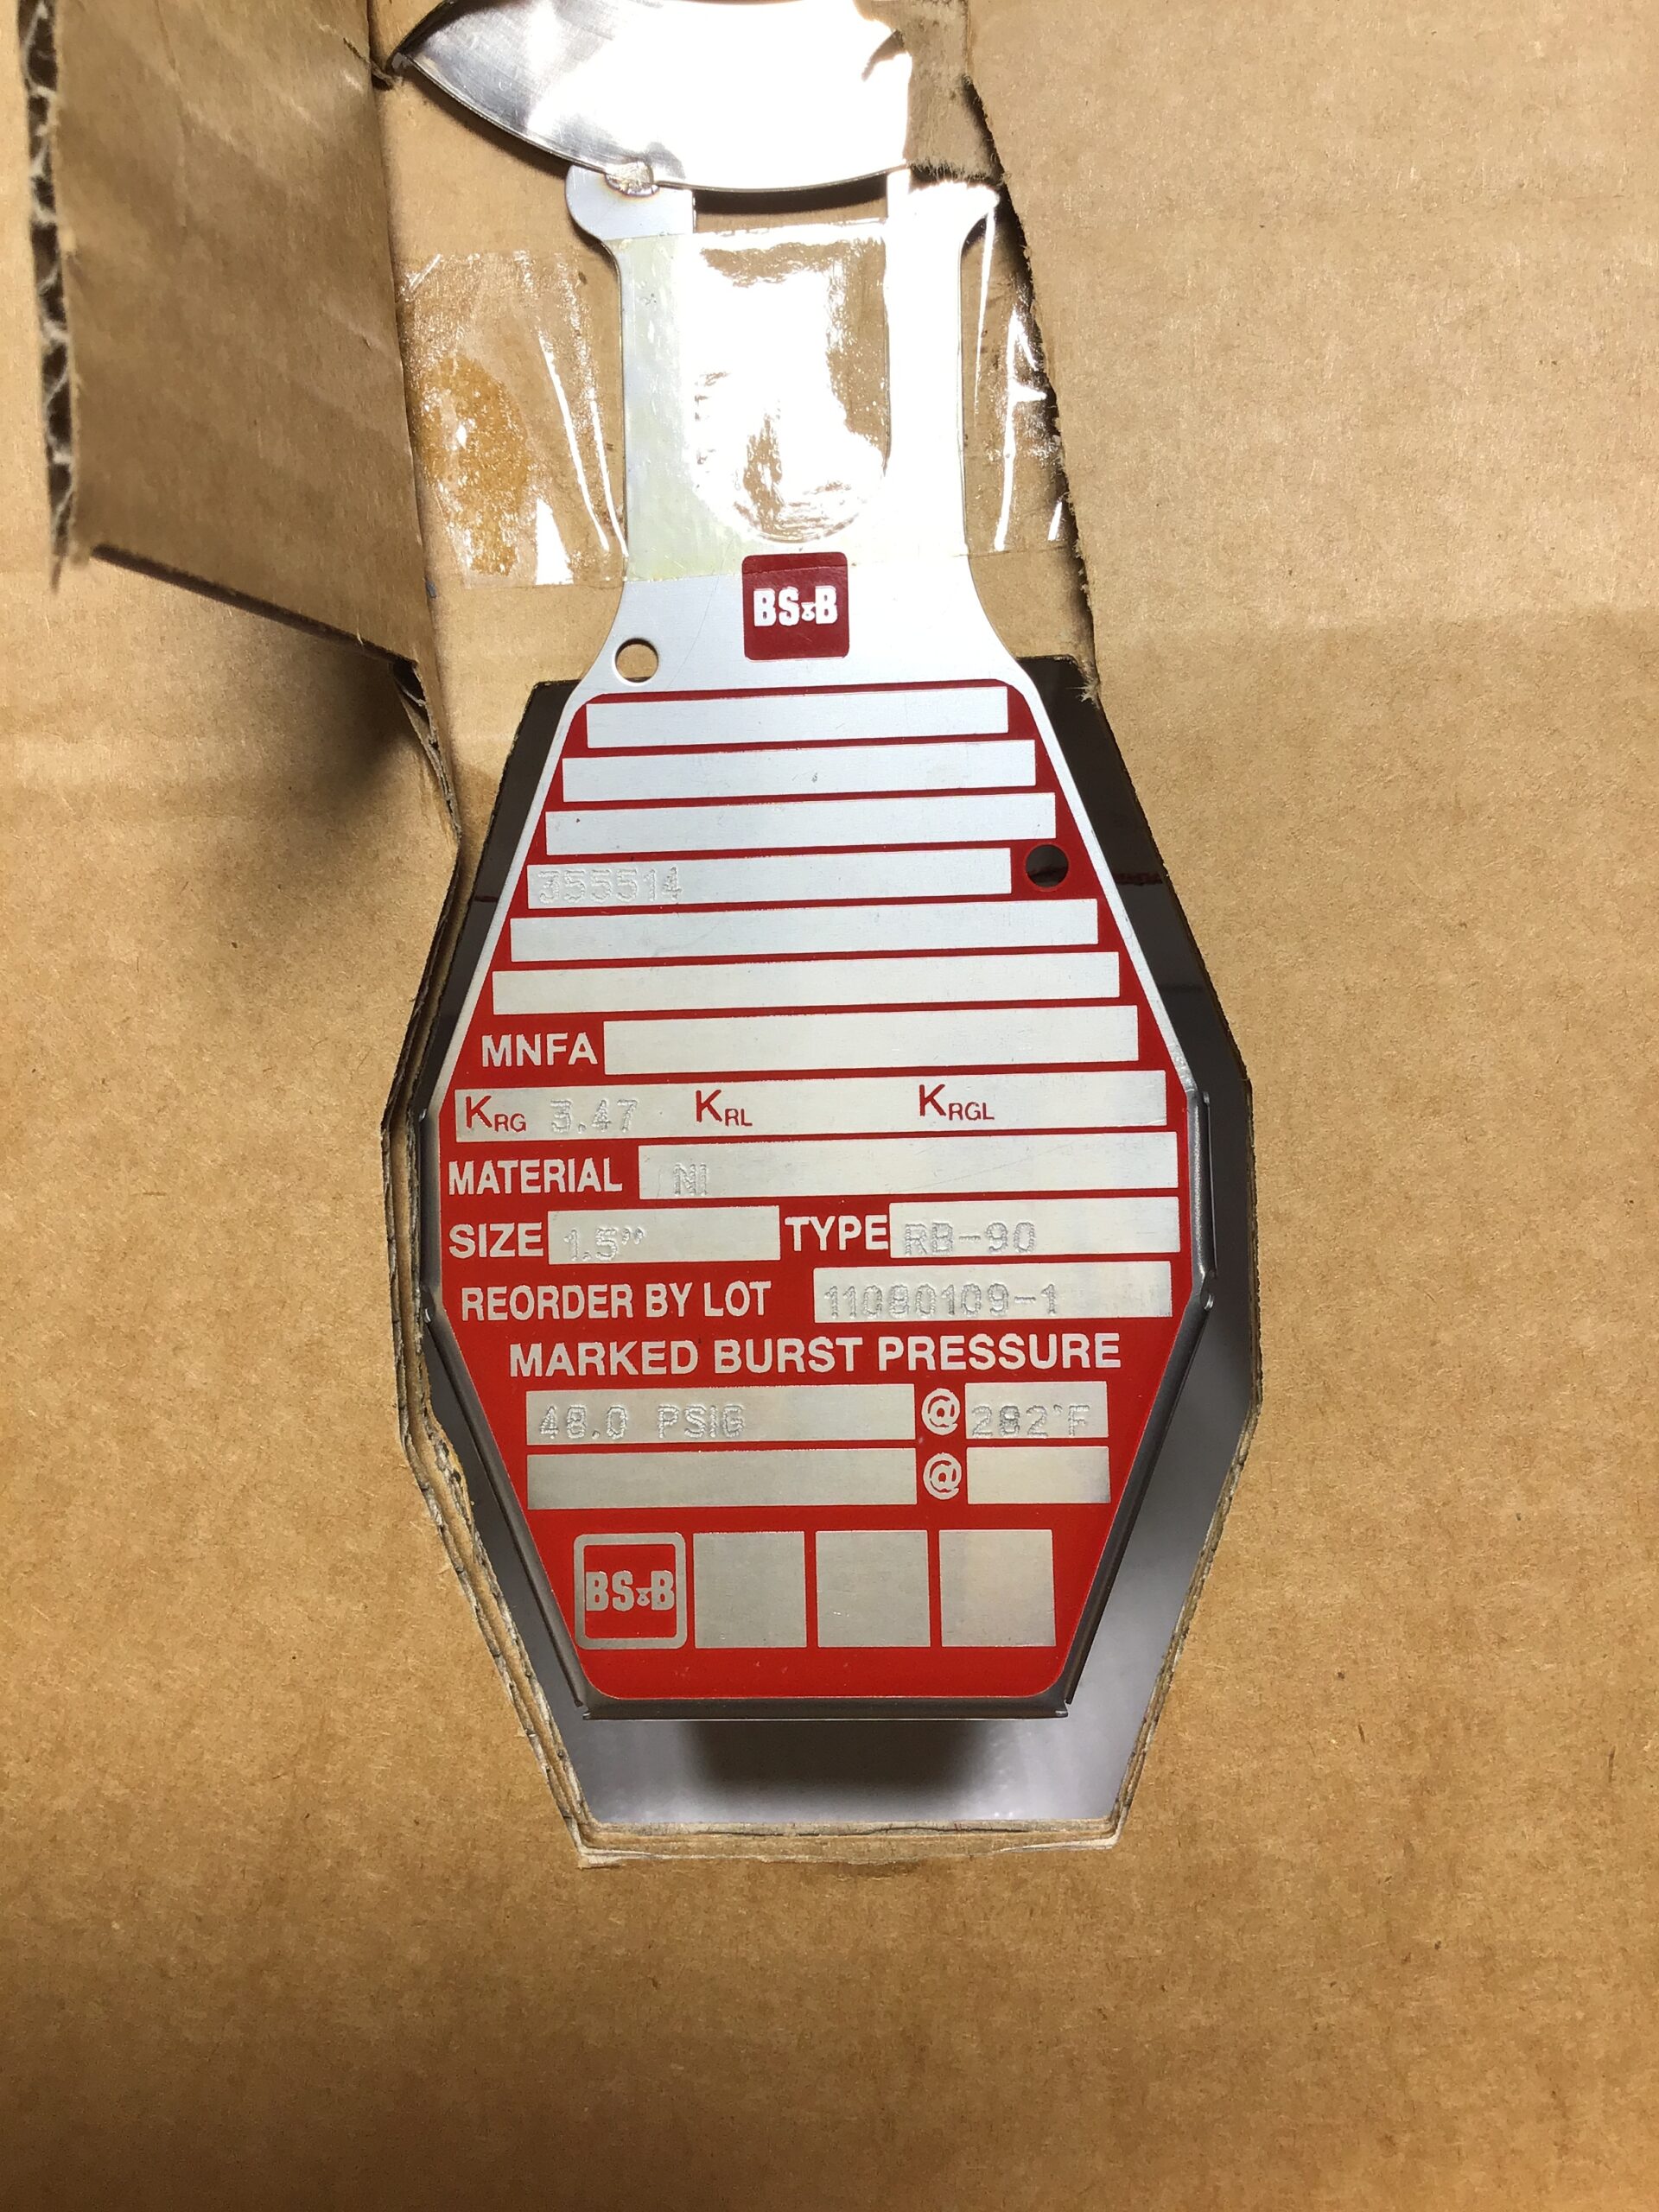 BS&B
355514
MNFA
KRG 3.47 KRL KRGL
MATERIAL NI
SIZE 1.5" TYPE RB-90
REORDER BY LOT 11080109-1
MARKED BURST PRESSURE
48.0 PSIG @ 282°F
@
BS&B